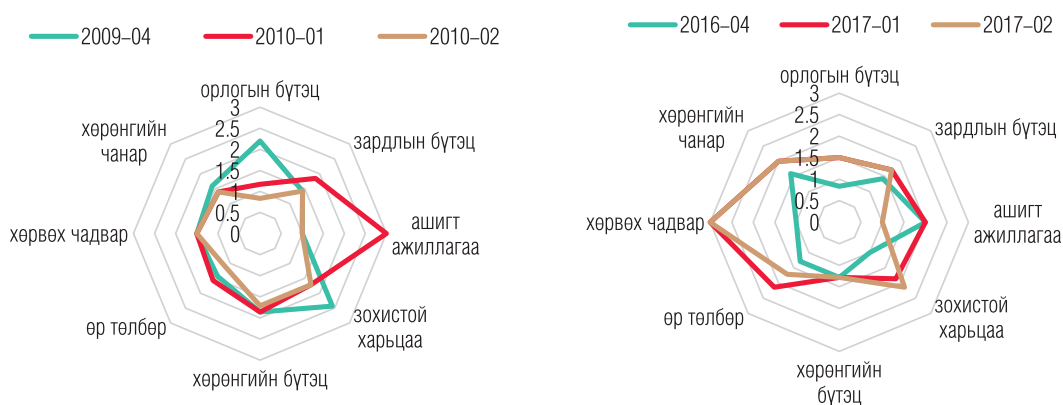 2009–04 2010–01 2010–02
орлогын бүтэц
3
2.5
2
1.5
1
0.5
0
зардлын бүтэц
ашигт
ажиллагаа
зохистой
харьцаа
хөрөнгийн бүтэц
өр төлбөр
хөрвөх чадвар
хөрөнгийн
чанар
2016–04 2017–01 2017–02
орлогын бүтэц
3
2.5
2
1.5
1
0.5
0
зардлын бүтэц
ашигт
ажиллагаа
зохистой
харьцаа
хөрөнгийн
бүтэц
өр төлбөр
хөрвөх чадвар
хөрөнгийн
чанар